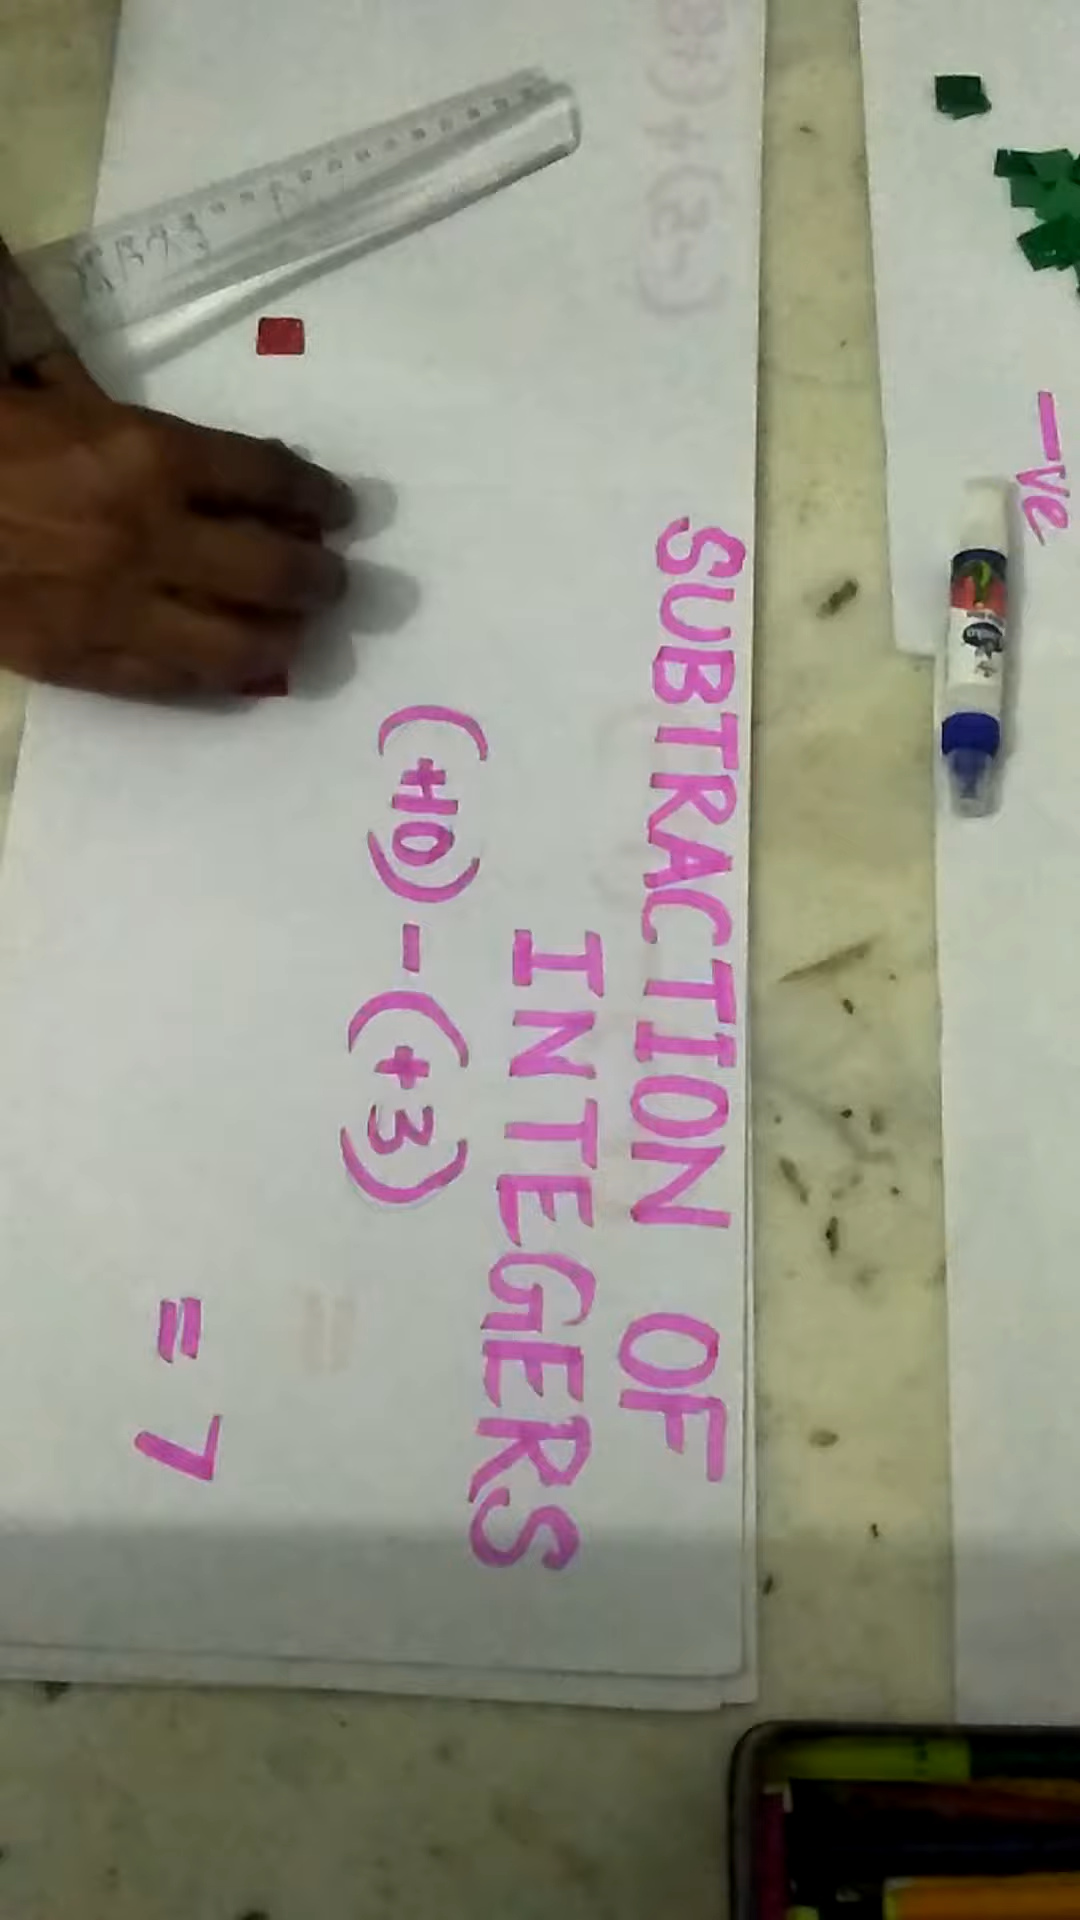 SUBTRACTION OF
INTEGERS
(+10) - (+3)
= 7
-ve